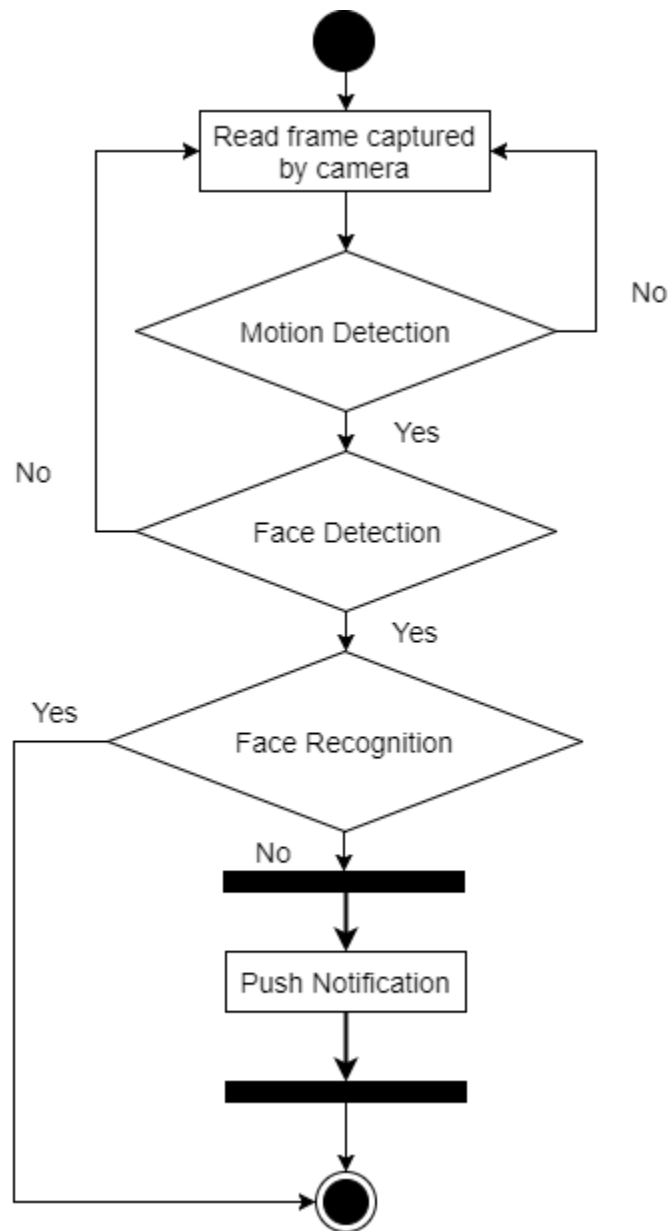 Read frame captured
by camera
Motion Detection
No
Yes
No
Face Detection
Yes
Yes
Face Recognition
No
Push Notification